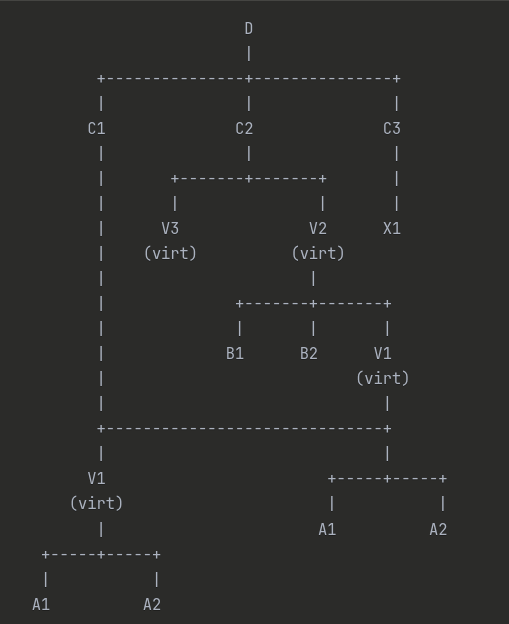 D
|
+---------------+---------------+
| | |
C1 C2 C3
| | |
| +-------+-------+ |
| | | |
| V3 V2 X1
| (virt) (virt)
| |
| +-------+-------+
| | | |
| B1 B2 V1
| (virt)
| |
+-------------------------------+
| |
V1 +-----+-----+
(virt) | |
| A1 A2
+-----+-----+
| |
A1 A2